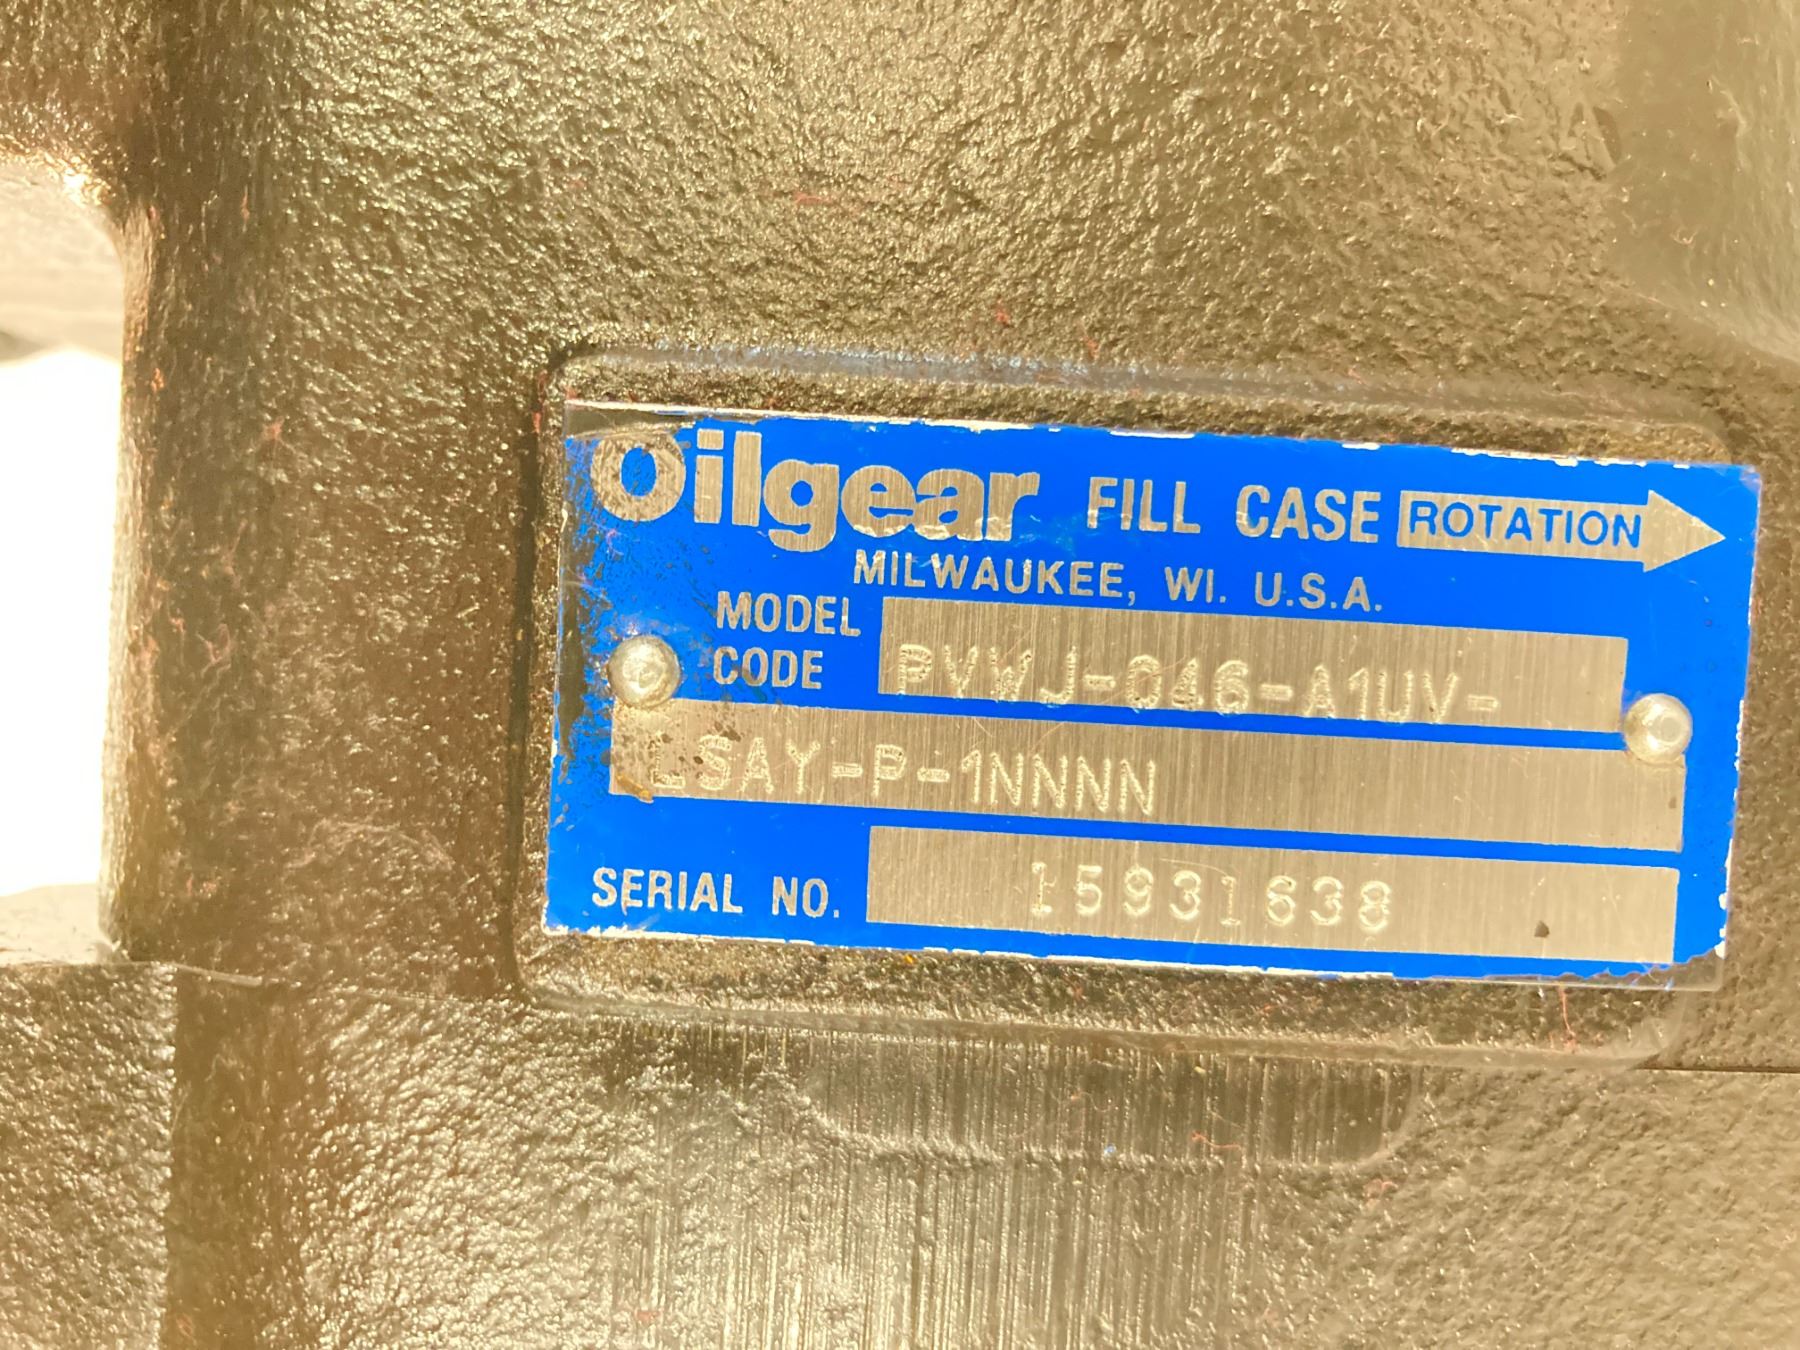 Oilgear FILL CASE ROTATION
MILWAUKEE, WI. U.S.A.
MODEL CODE PVWJ-046-A1UV-
LSAY-P-1NNNN
SERIAL NO. 15931638